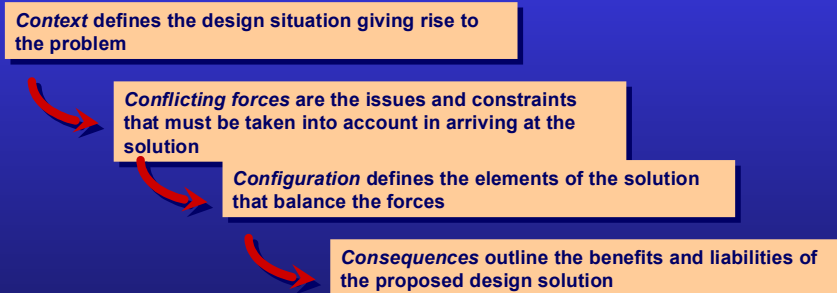 Context defines the design situation giving rise to
the problem
Conflicting forces are the issues and constraints
that must be taken into account in arriving at the
solution
Configuration defines the elements of the solution
that balance the forces
Consequences outline the benefits and liabilities of
the proposed design solution